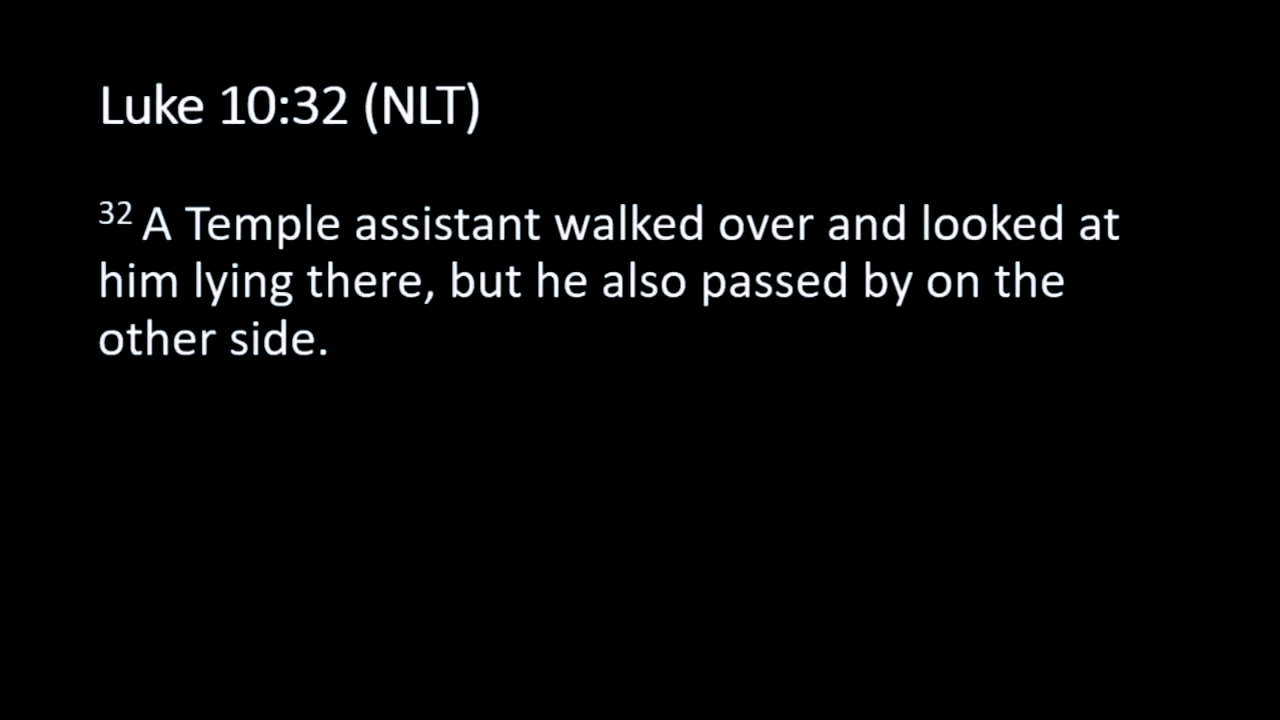 Luke 10:32 (NLT)
32 A Temple assistant walked over and looked at
him lying there, but he also passed by on the
other side.